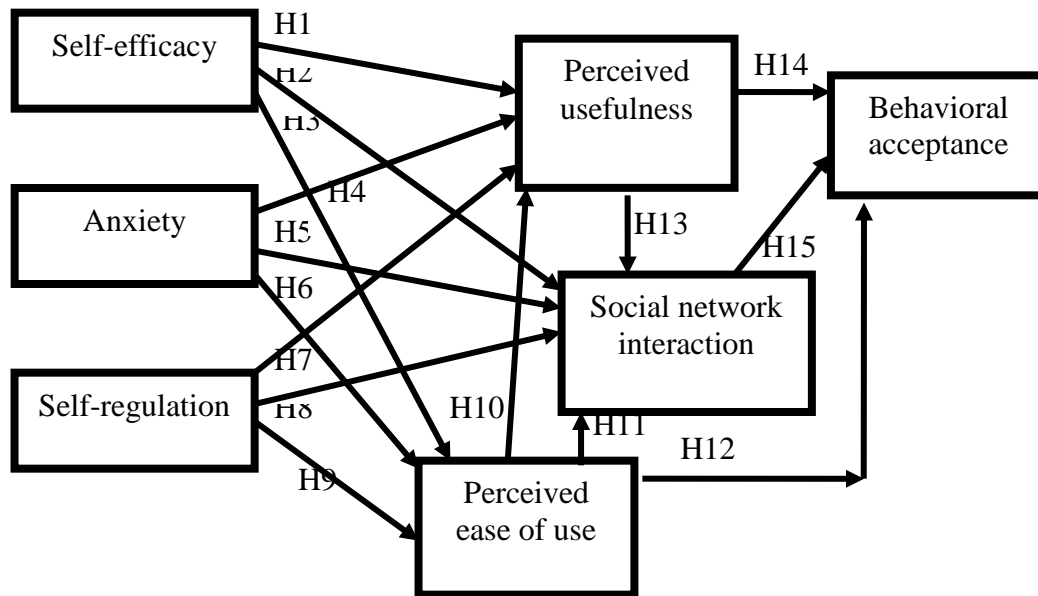 Self-efficacy
H1
H2
H3
Perceived
usefulness
H14
Behavioral
acceptance
Anxiety
H4
H5
H6
H13
H15
Social network
interaction
Self-regulation
H7
H8
H9
H10
H11
H12
Perceived
ease of use